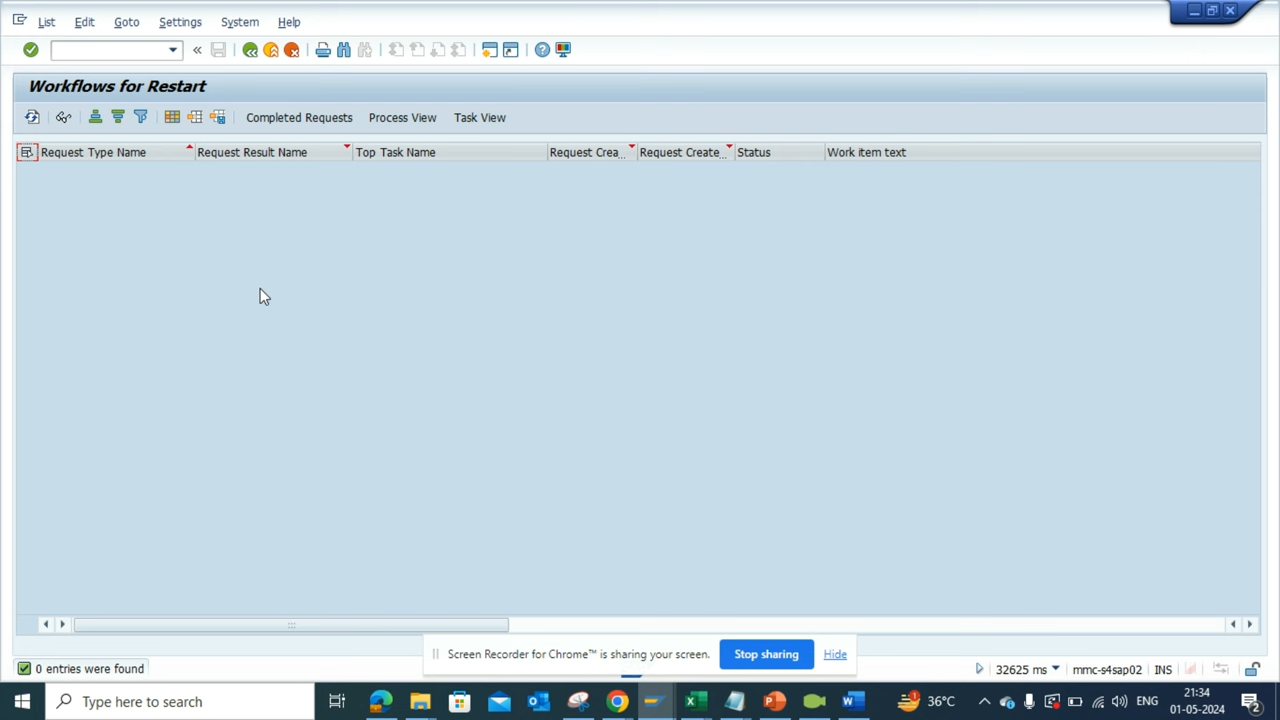 List Edit Goto Settings System Help
Workflows for Restart
Completed Requests Process View Task View
Request Type Name Request Result Name Top Task Name Request Crea.. Request Create.. Status Work item text
Screen Recorder for Chrome™ is sharing your screen. Stop sharing Hide
0 entries were found 32625 ms mmc-s4sap02 INS
Type here to search 1 36°C ENG 21:34
01-05-2024 2